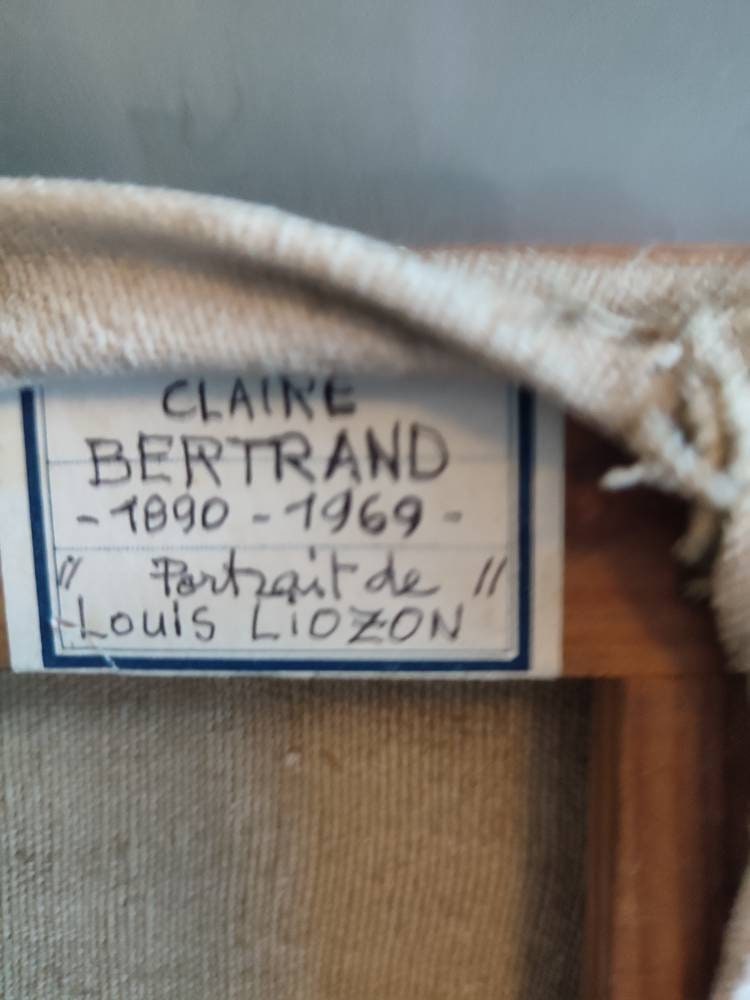 CLAIRE
BERTRAND
- 1890 - 1969 -
" Portrait de "
Louis LIOZON